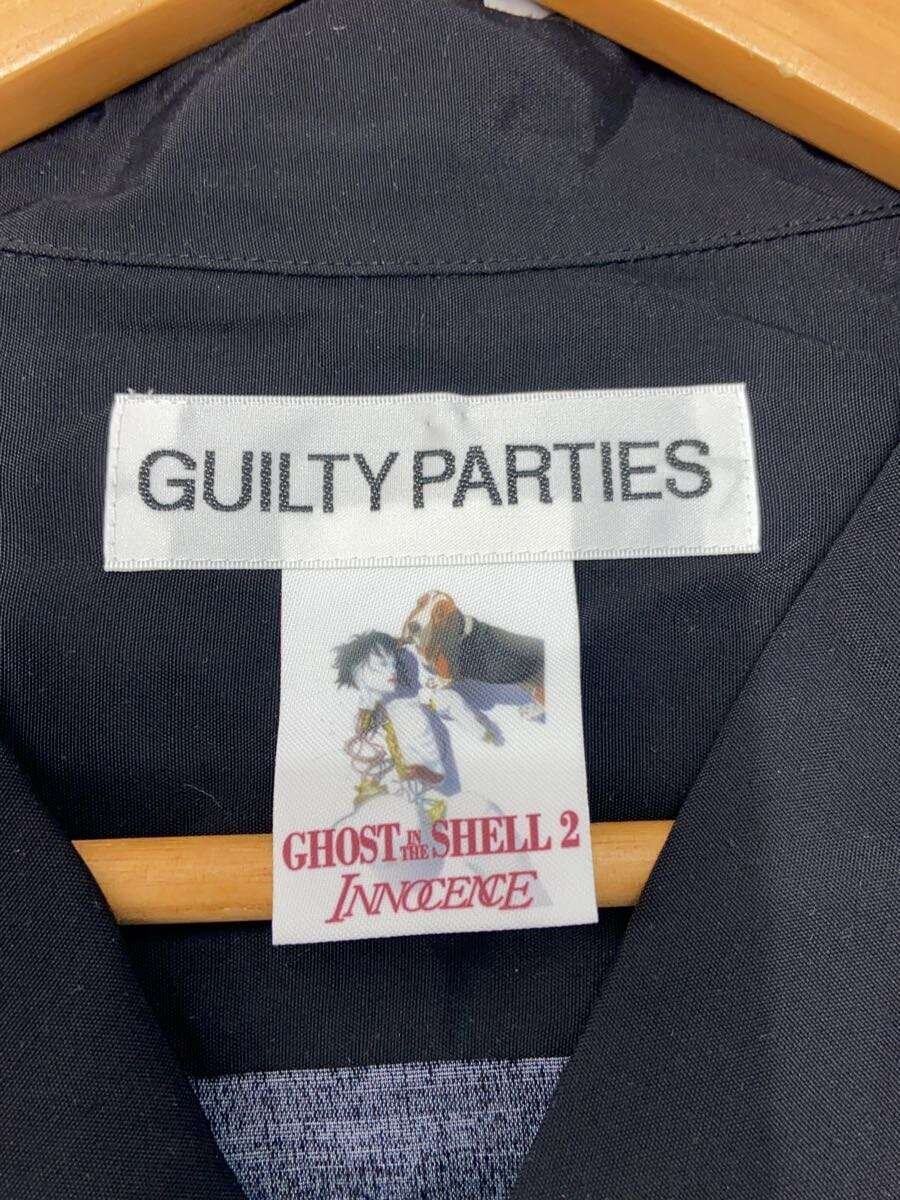 GUILTY PARTIES
GHOST IN THE SHELL 2
INNOCENCE